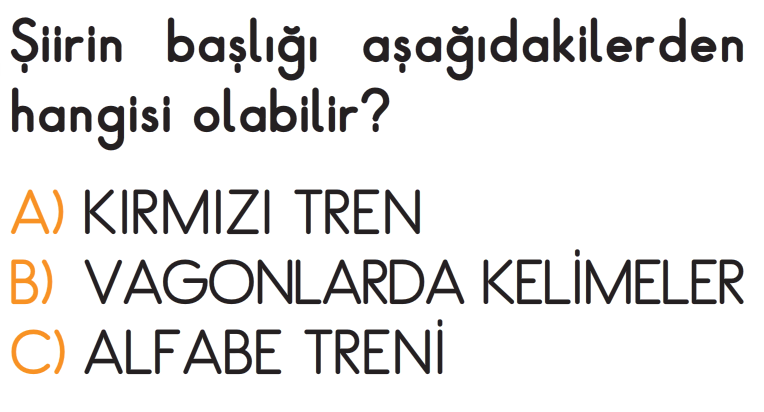 Şiirin başlığı aşağıdakilerden
hangisi olabilir?
A) KIRMIZI TREN
B) VAGONLARDA KELİMELER
C) ALFABE TRENİ